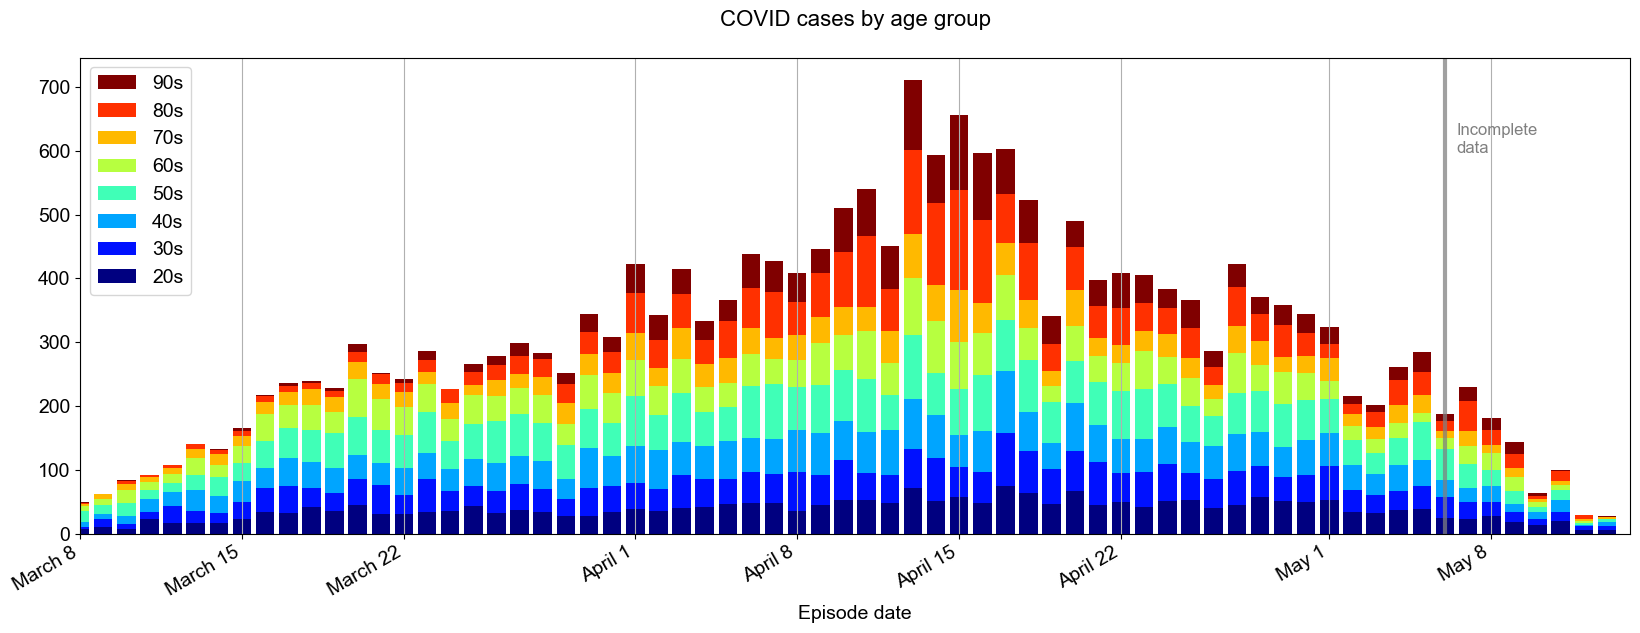 COVID cases by age group
700
600
500
400
300
200
100
0
90s
80s
70s
60s
50s
40s
30s
20s
Incomplete
data
March 8
March 15
March 22
April 1
April 8
April 15
April 22
May 1
May 8
Episode date